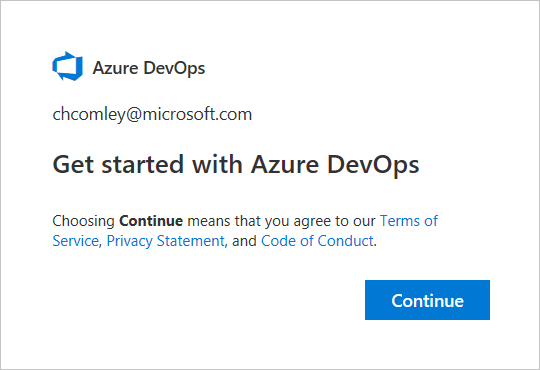 Azure DevOps
chcomley@microsoft.com
Get started with Azure DevOps
Choosing Continue means that you agree to our Terms of
Service, Privacy Statement, and Code of Conduct.
Continue